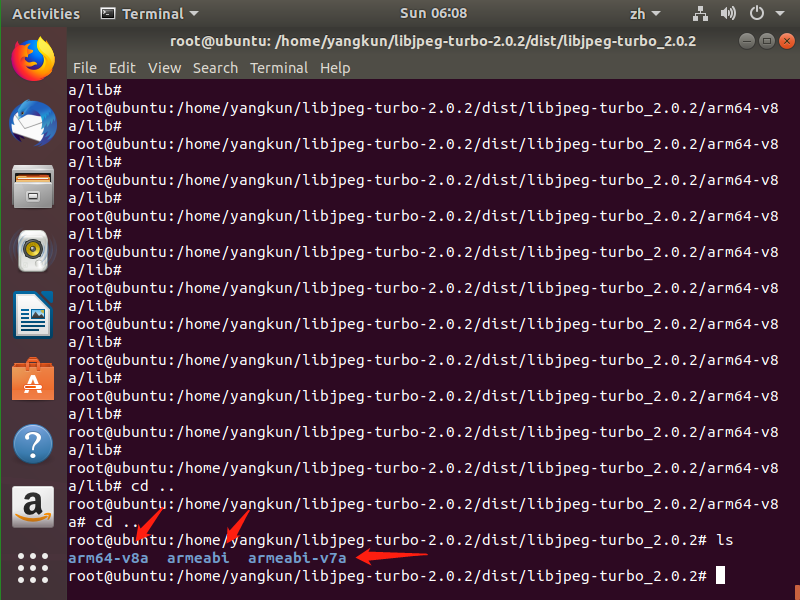 Activities Terminal Sun 06:08 zh
root@ubuntu: /home/yangkun/libjpeg-turbo-2.0.2/dist/libjpeg-turbo_2.0.2
File Edit View Search Terminal Help
a/lib#
root@ubuntu:/home/yangkun/libjpeg-turbo-2.0.2/dist/libjpeg-turbo_2.0.2/arm64-v8
a/lib#
root@ubuntu:/home/yangkun/libjpeg-turbo-2.0.2/dist/libjpeg-turbo_2.0.2/arm64-v8
a/lib#
root@ubuntu:/home/yangkun/libjpeg-turbo-2.0.2/dist/libjpeg-turbo_2.0.2/arm64-v8
a/lib#
root@ubuntu:/home/yangkun/libjpeg-turbo-2.0.2/dist/libjpeg-turbo_2.0.2/arm64-v8
a/lib#
root@ubuntu:/home/yangkun/libjpeg-turbo-2.0.2/dist/libjpeg-turbo_2.0.2/arm64-v8
a/lib#
root@ubuntu:/home/yangkun/libjpeg-turbo-2.0.2/dist/libjpeg-turbo_2.0.2/arm64-v8
a/lib#
root@ubuntu:/home/yangkun/libjpeg-turbo-2.0.2/dist/libjpeg-turbo_2.0.2/arm64-v8
a/lib#
root@ubuntu:/home/yangkun/libjpeg-turbo-2.0.2/dist/libjpeg-turbo_2.0.2/arm64-v8
a/lib#
root@ubuntu:/home/yangkun/libjpeg-turbo-2.0.2/dist/libjpeg-turbo_2.0.2/arm64-v8
a/lib#
root@ubuntu:/home/yangkun/libjpeg-turbo-2.0.2/dist/libjpeg-turbo_2.0.2/arm64-v8
a/lib#
root@ubuntu:/home/yangkun/libjpeg-turbo-2.0.2/dist/libjpeg-turbo_2.0.2/arm64-v8
a/lib# cd ..
root@ubuntu:/home/yangkun/libjpeg-turbo-2.0.2/dist/libjpeg-turbo_2.0.2/arm64-v8
a# cd ..
root@ubuntu:/home/yangkun/libjpeg-turbo-2.0.2/dist/libjpeg-turbo_2.0.2# ls
arm64-v8a armeabi armeabi-v7a
root@ubuntu:/home/yangkun/libjpeg-turbo-2.0.2/dist/libjpeg-turbo_2.0.2#